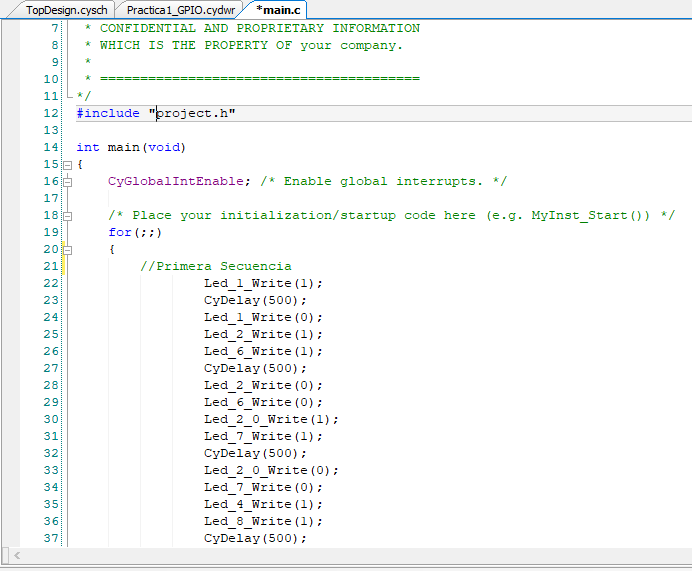 TopDesign.cysch Practica1_GPIO.cydwr *main.c
7 * CONFIDENTIAL AND PROPRIETARY INFORMATION
8 * WHICH IS THE PROPERTY OF your company.
9 *
10 * ========================================
11 */
12 #include "project.h"
13
14 int main(void)
15 {
16 CyGlobalIntEnable; /* Enable global interrupts. */
17
18 /* Place your initialization/startup code here (e.g. MyInst_Start()) */
19 for(;;)
20 {
21 //Primera Secuencia
22 Led_1_Write(1);
23 CyDelay(500);
24 Led_1_Write(0);
25 Led_2_Write(1);
26 Led_6_Write(1);
27 CyDelay(500);
28 Led_2_Write(0);
29 Led_6_Write(0);
30 Led_2_0_Write(1);
31 Led_7_Write(1);
32 CyDelay(500);
33 Led_2_0_Write(0);
34 Led_7_Write(0);
35 Led_4_Write(1);
36 Led_8_Write(1);
37 CyDelay(500);